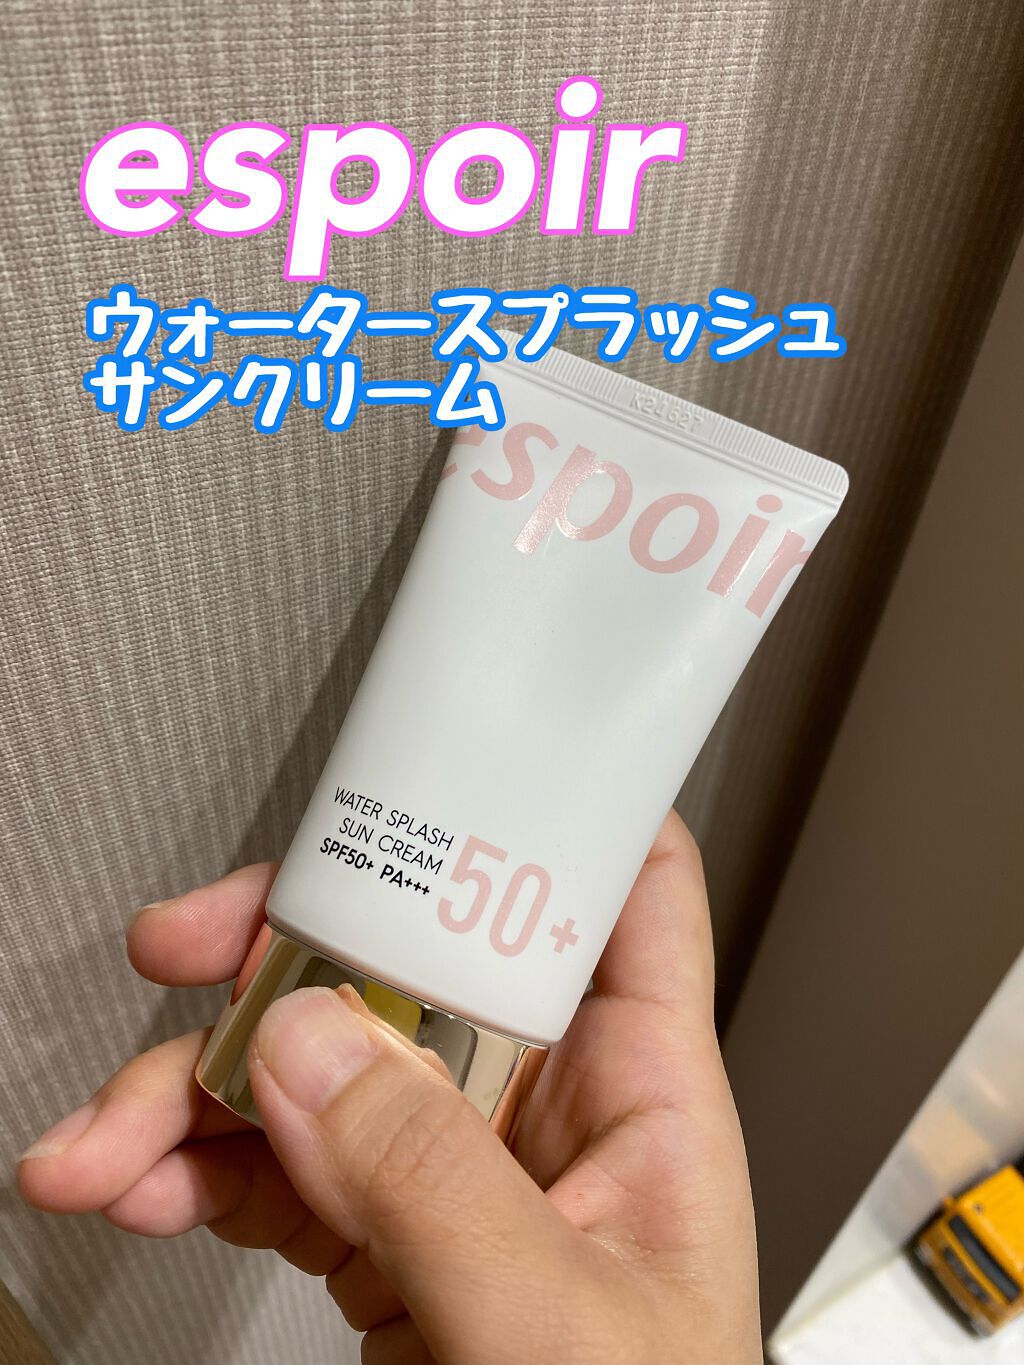 espoir
ウォータースプラッシュ
サンクリーム
K24627
espoir
WATER SPLASH
SUN CREAM
SPF50+ PA+++
50+